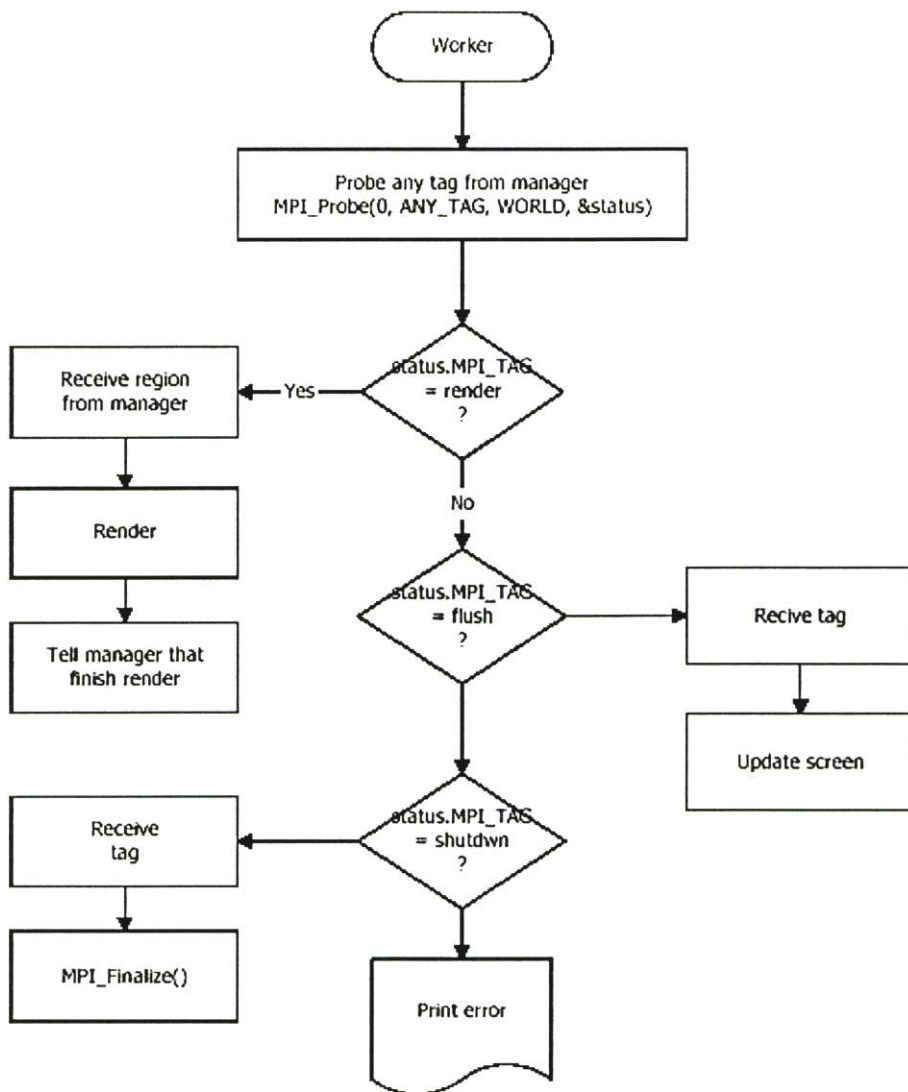 Worker
Probe any tag from manager
MPI_Probe(0, ANY_TAG, WORLD, &status)
status.MPI_TAG
= render
?
Yes
Receive region
from manager
Render
Tell manager that
finish render
No
status.MPI_TAG
= flush
?
Recive tag
Update screen
status.MPI_TAG
= shutdwn
?
Receive
tag
MPI_Finalize()
Print error